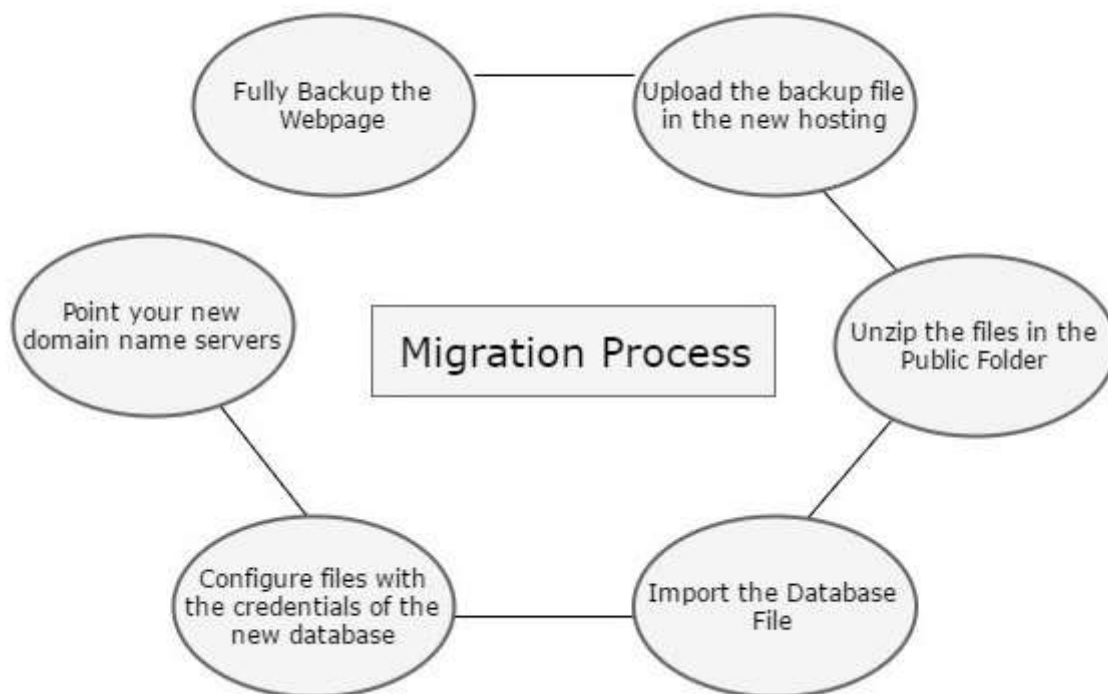 Fully Backup the
Webpage
Upload the backup file
in the new hosting
Unzip the files in the
Public Folder
Import the Database
File
Configure files with
the credentials of the
new database
Point your new
domain name servers
Migration Process